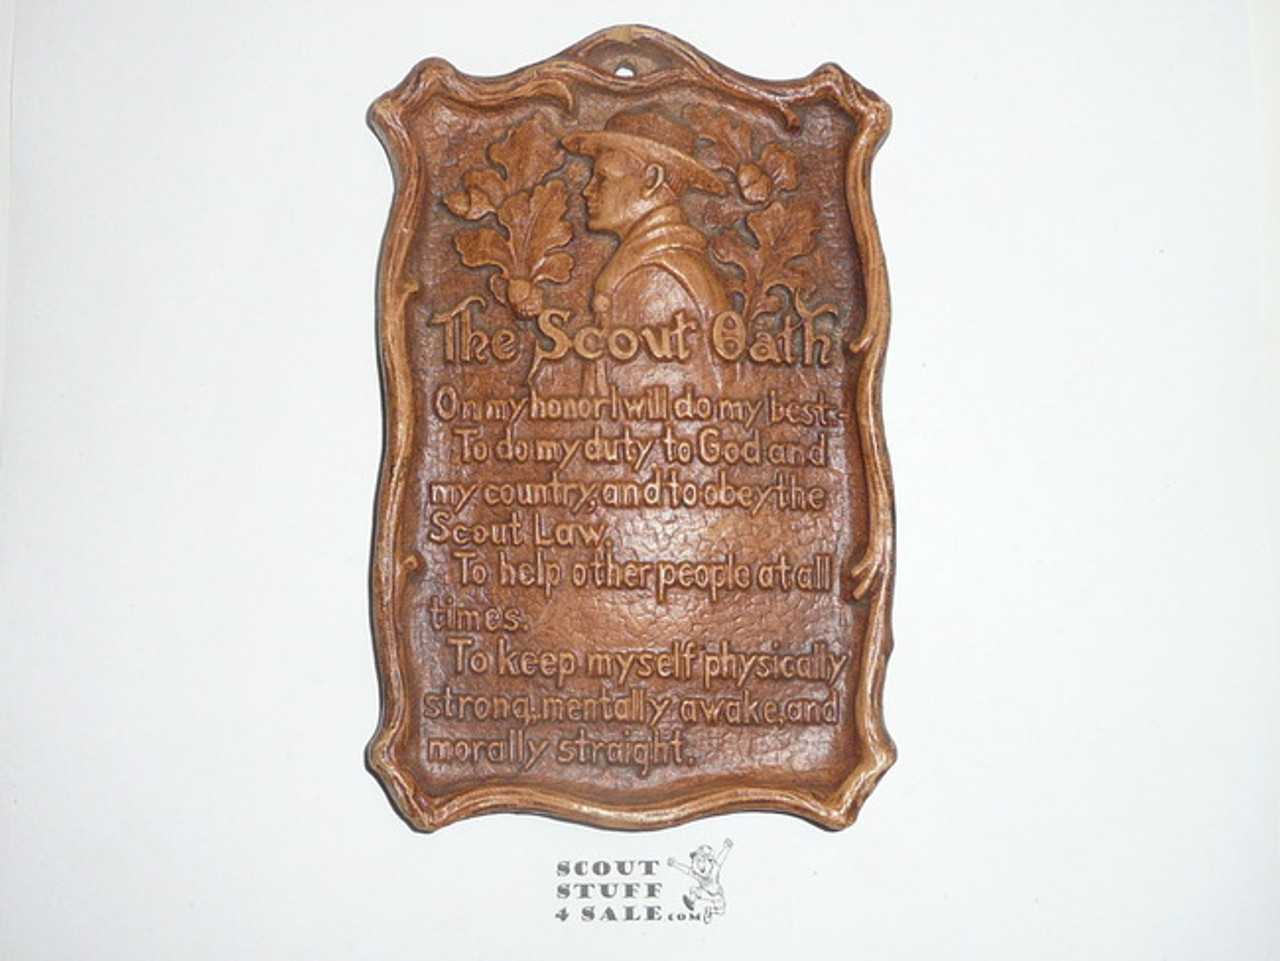 The Scout Oath
On my honor I will do my best:-
To do my duty to God and
my country, and to obey the
Scout Law.
To help other people at all
times.
To keep myself physically
strong, mentally awake, and
morally straight.
SCOUT
STUFF
4 SALE.COM